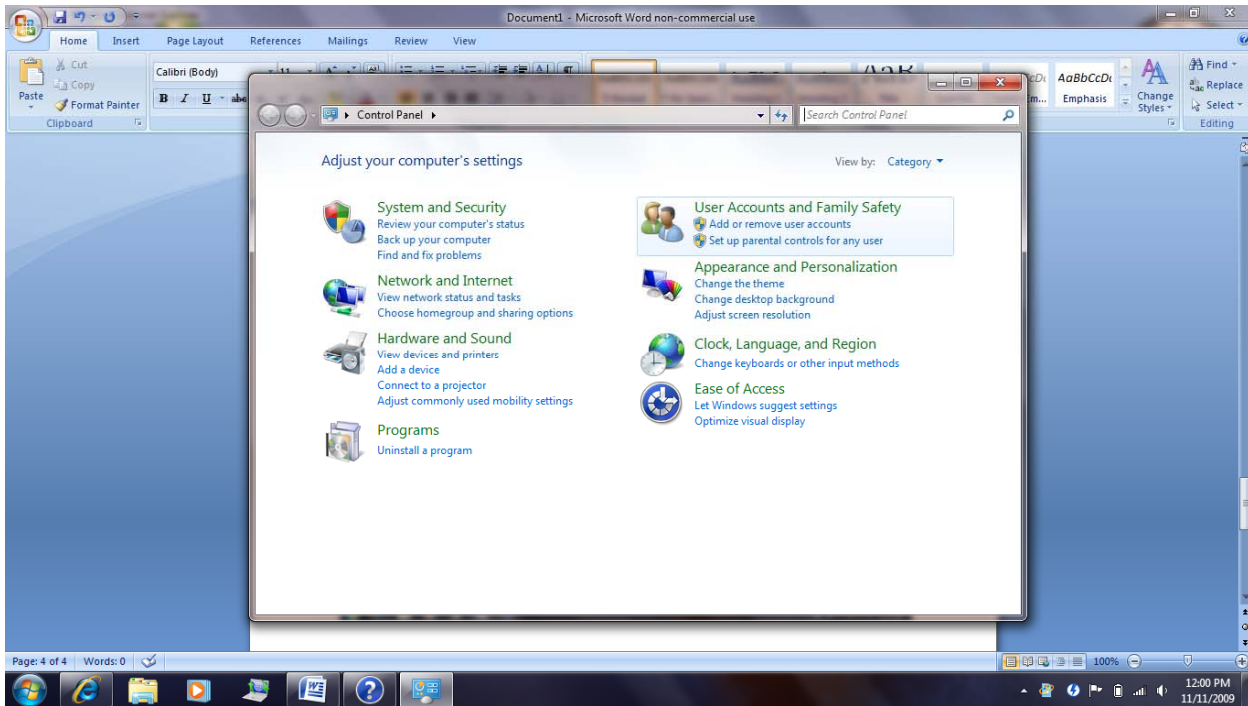 Document1 - Microsoft Word non-commercial use
Home Insert Page Layout References Mailings Review View
Cut
Copy
Format Painter
Paste
Clipboard
Calibri (Body) 11
B I U abe
AaBbCcDc
Emphasis
Change
Styles
Find
Replace
Select
Editing
Control Panel
Search Control Panel
Adjust your computer's settings
View by: Category
System and Security
Review your computer's status
Back up your computer
Find and fix problems
Network and Internet
View network status and tasks
Choose homegroup and sharing options
Hardware and Sound
View devices and printers
Add a device
Connect to a projector
Adjust commonly used mobility settings
Programs
Uninstall a program
User Accounts and Family Safety
Add or remove user accounts
Set up parental controls for any user
Appearance and Personalization
Change the theme
Change desktop background
Adjust screen resolution
Clock, Language, and Region
Change keyboards or other input methods
Ease of Access
Let Windows suggest settings
Optimize visual display
Page: 4 of 4 Words: 0
100%
12:00 PM
11/11/2009